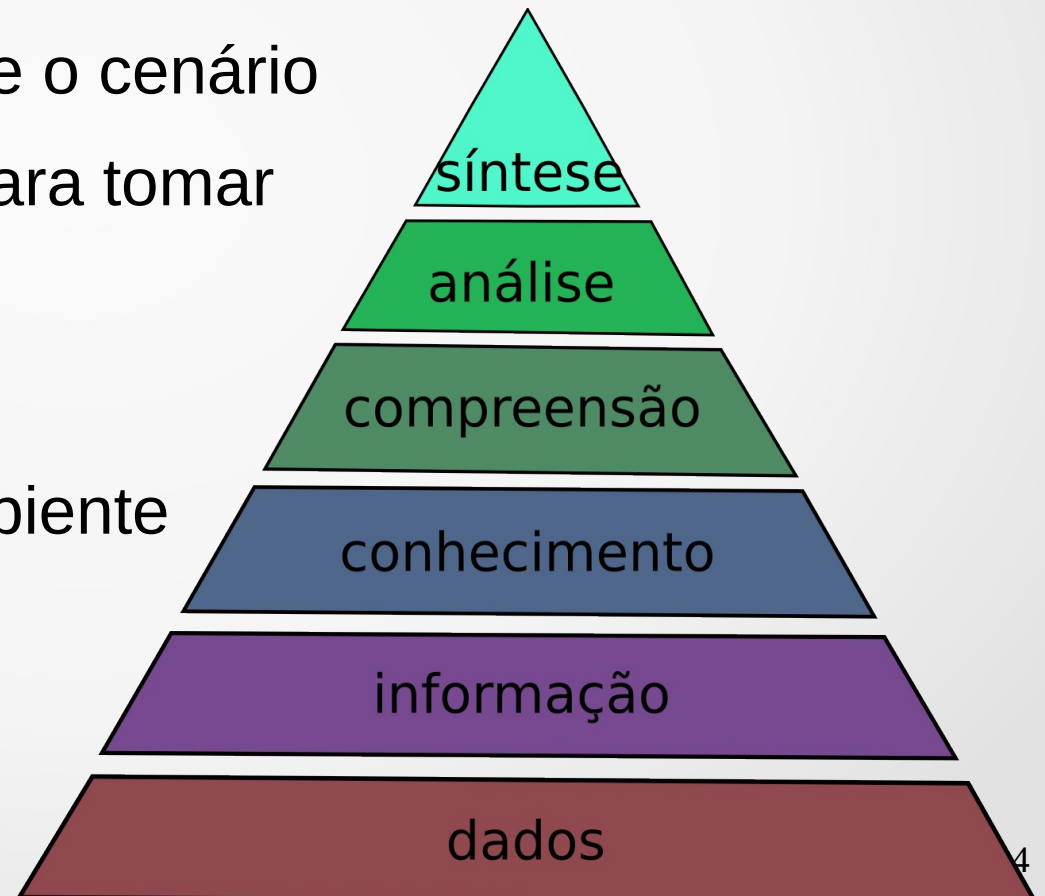 e o cenário
ara tomar
síntese
análise
compreensão
biente
conhecimento
informação
dados
4